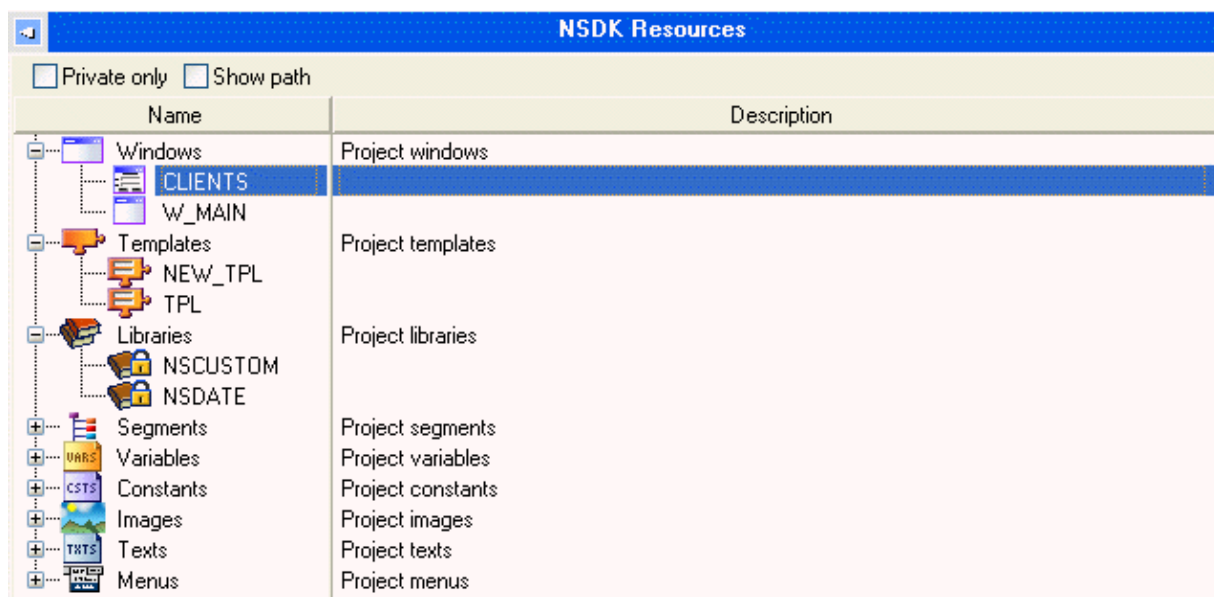 NSDK Resources
Private only Show path
Name Description
Windows Project windows
CLIENTS
W_MAIN
Templates Project templates
NEW_TPL
TPL
Libraries Project libraries
NSCUSTOM
NSDATE
Segments Project segments
VARS Variables Project variables
CSTS Constants Project constants
Images Project images
TXTS Texts Project texts
Menus Project menus